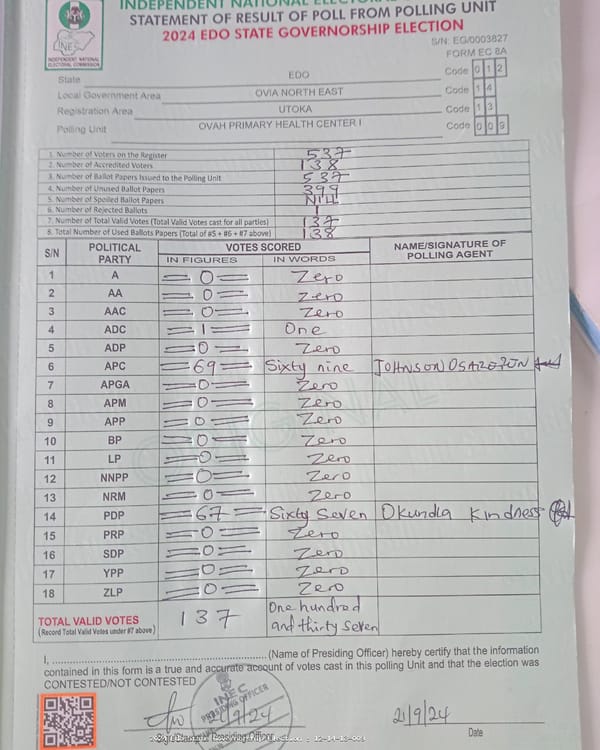 INDEPENDENT NATIONAL
STATEMENT OF RESULT OF POLL FROM POLLING UNIT
2024 EDO STATE GOVERNORSHIP ELECTION
INEC
INDEPENDENT NATIONAL ELECTORAL COMMISSION
S/N: EG/0003827
FORM EC 8A
State EDO Code 0 1 2
Local Government Area OVIA NORTH EAST Code 1 4
Registration Area UTOKA Code 1 3
Polling Unit OVAH PRIMARY HEALTH CENTER I Code 0 0 9
1. Number of Voters on the Register 537
2. Number of Accredited Voters 138
3. Number of Ballot Papers Issued to the Polling Unit 537
4. Number of Unused Ballot Papers 399
5. Number of Spoiled Ballot Papers Nill
6. Number of Rejected Ballots 1
7. Number of Total Valid Votes (Total Valid Votes cast for all parties) 137
8. Total Number of Used Ballots Papers (Total of #5 + #6 + #7 above) 138
S/N POLITICAL PARTY VOTES SCORED NAME/SIGNATURE OF POLLING AGENT
IN FIGURES IN WORDS
1 A =0= Zero
2 AA =0= Zero
3 AAC =0= Zero
4 ADC =1= One
5 ADP =0= Zero
6 APC =69= Sixty nine JOHNSON
7 APGA =0= Zero
8 APM =0= Zero
9 APP =0= Zero
10 BP =0= Zero
11 LP =0= Zero
12 NNPP =0= Zero
13 NRM =0= Zero
14 PDP =67= Sixty Seven Okundia Kindness
15 PRP =0= Zero
16 SDP =0= Zero
17 YPP =0= Zero
18 ZLP =0= Zero
TOTAL VALID VOTES 137 One hundred
(Record Total Valid Votes under #7 above) and thirty seven
I, ........................ (Name of Presiding Officer) hereby certify that the information
contained in this form is a true and accurate account of votes cast in this polling Unit and that the election was
CONTESTED/NOT CONTESTED
INEC
PRESIDING OFFICER
21/9/24 21/9/24
Date